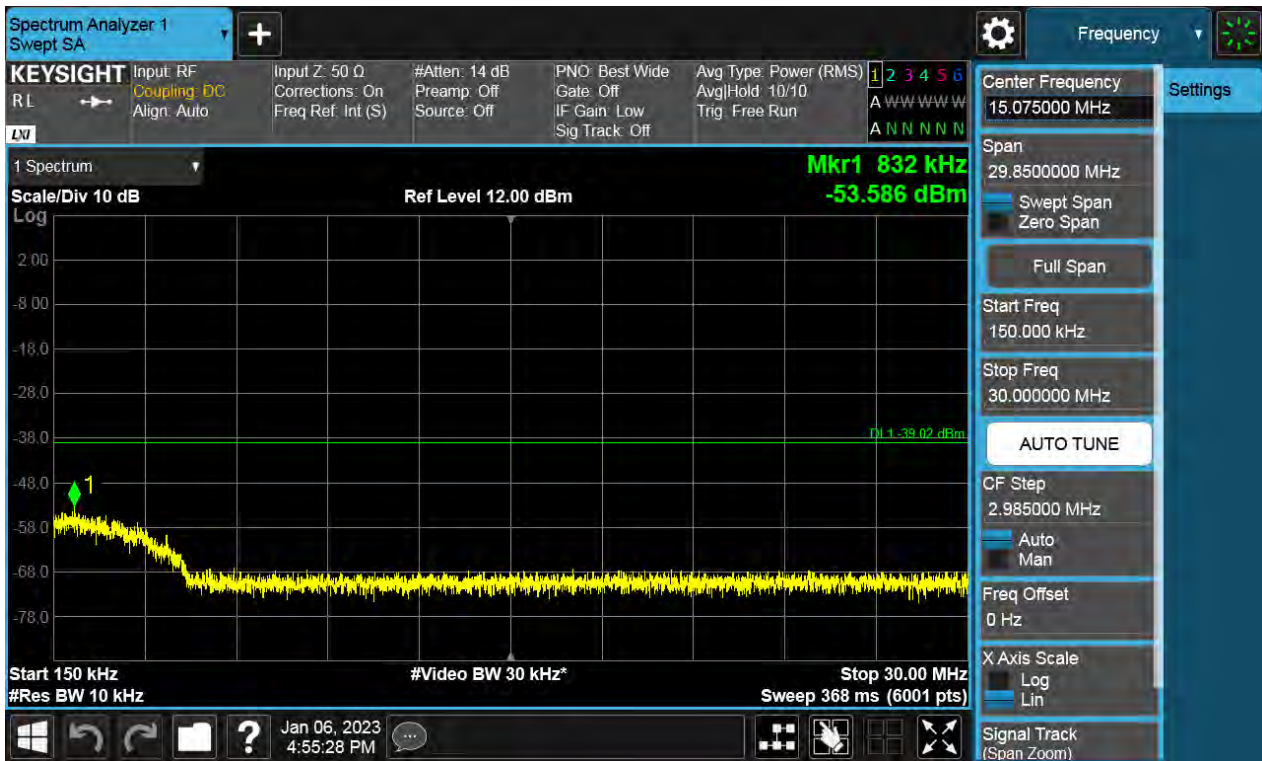 Spectrum Analyzer 1
Swept SA
+
Frequency
KEYSIGHT
R L
LXI
Input: RF
Coupling: DC
Align: Auto
Input Z: 50 Ω
Corrections: On
Freq Ref: Int (S)
#Atten: 14 dB
Preamp: Off
Source: Off
PNO: Best Wide
Gate: Off
IF Gain: Low
Sig Track: Off
Avg Type: Power (RMS)
Avg|Hold: 10/10
Trig: Free Run
1 2 3 4 5 6
A W W W W W
A N N N N N
1 Spectrum
Scale/Div 10 dB
Ref Level 12.00 dBm
Mkr1 832 kHz
-53.586 dBm
Log
2.00
-8.00
-18.0
-28.0
-38.0
-48.0
-58.0
-68.0
-78.0
DL1 -39.02 dBm
1
Start 150 kHz
#Res BW 10 kHz
#Video BW 30 kHz*
Stop 30.00 MHz
Sweep 368 ms (6001 pts)
Center Frequency
15.075000 MHz
Span
29.8500000 MHz
Swept Span
Zero Span
Full Span
Start Freq
150.000 kHz
Stop Freq
30.000000 MHz
AUTO TUNE
CF Step
2.985000 MHz
Auto
Man
Freq Offset
0 Hz
X Axis Scale
Log
Lin
Signal Track
(Span Zoom)
Settings
?
Jan 06, 2023
4:55:28 PM